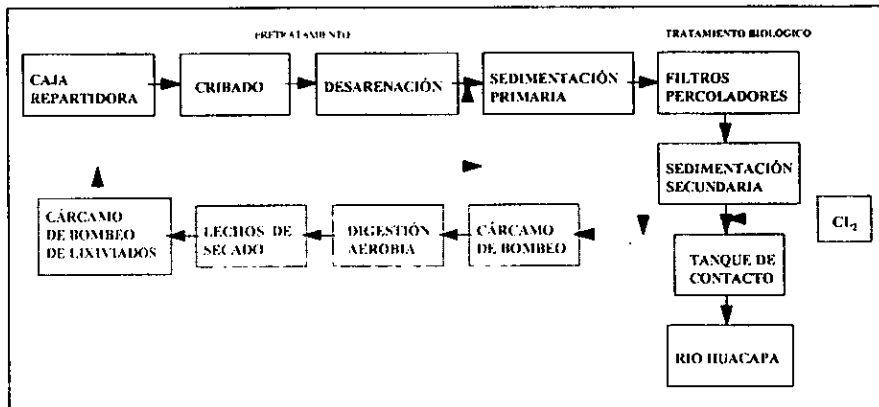 PRETRATAMIENTO
TRATAMIENTO BIOLÓGICO
CAJA
REPARTIDORA
CRIBADO
DESARENACIÓN
SEDIMENTACIÓN
PRIMARIA
FILTROS
PERCOLADORES
SEDIMENTACIÓN
SECUNDARIA
CÁRCAMO
DE BOMBEO
DE LIXIVIADOS
LECHOS DE
SECADO
DIGESTIÓN
AEROBIA
CÁRCAMO
DE BOMBEO
Cl₂
TANQUE DE
CONTACTO
RIO HUACAPA